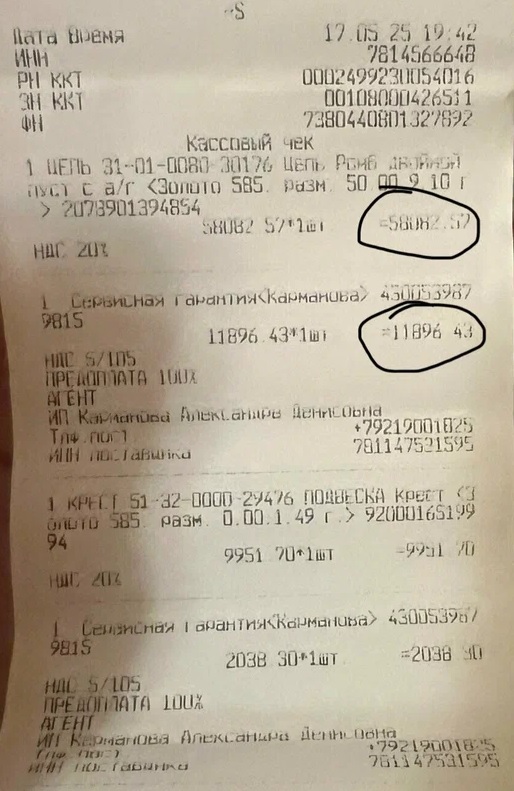 Дата Время 17.05.25 19:42
ИНН 7814566648
РН ККТ 0002499230054016
ЗН ККТ 00108000426511
ФН 7380440801327892
Кассовый чек
1 ЦЕПЬ 31-01-0080-30176 Цепь Ромб двойной
пуст с а/г <Золото 585. разм. 50.00.9.10 г
> 2073901394854
58082.57*1шт =58082.57
НДС 20%
1 Сервисная гарантия<Карманова> 430053987
9815
11896.43*1шт =11896.43
НДС 5/105
ПРЕДОПЛАТА 100%
АГЕНТ
ИП Карманова Александра Денисовна
Тлф.пост +79219001825
ИНН поставщика 781147531595
1 КРЕСТ 51-32-0000-29476 ПОДВЕСКА Крест <З
олото 585. разм. 0.00.1.49 г.> 92000165199
94
9951.70*1шт =9951.70
НДС 20%
1 Сервисная гарантия<Карманова> 430053987
9815
2038.30*1шт =2038.30
НДС 5/105
ПРЕДОПЛАТА 100%
АГЕНТ
ИП Карманова Александра Денисовна
Тлф.пост +79219001825
ИНН поставщика 781147531595